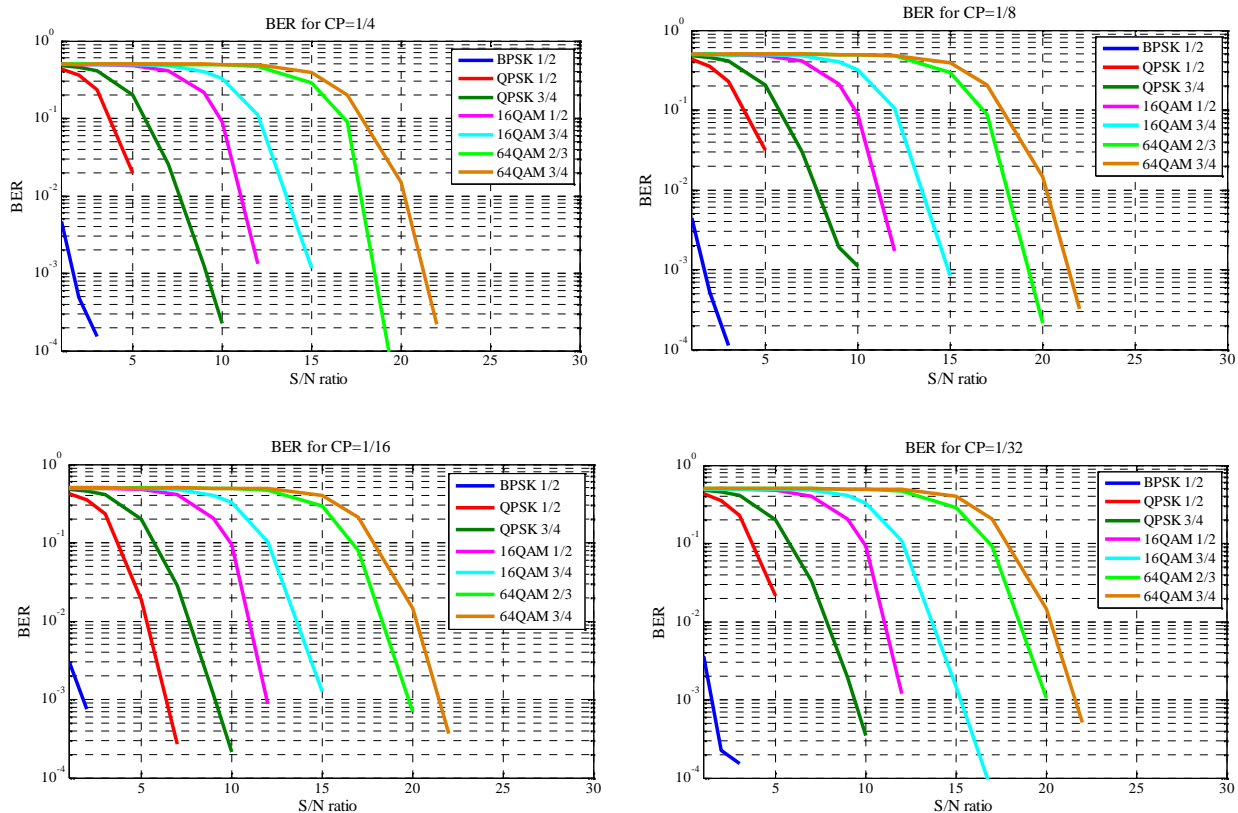 BER for CP=1/4
BER
10^0
10^-1
10^-2
10^-3
10^-4
5 10 15 20 25 30
S/N ratio
BPSK 1/2
QPSK 1/2
QPSK 3/4
16QAM 1/2
16QAM 3/4
64QAM 2/3
64QAM 3/4
BER for CP=1/8
BER
10^0
10^-1
10^-2
10^-3
10^-4
5 10 15 20 25 30
S/N ratio
BPSK 1/2
QPSK 1/2
QPSK 3/4
16QAM 1/2
16QAM 3/4
64QAM 2/3
64QAM 3/4
BER for CP=1/16
BER
10^0
10^-1
10^-2
10^-3
10^-4
5 10 15 20 25 30
S/N ratio
BPSK 1/2
QPSK 1/2
QPSK 3/4
16QAM 1/2
16QAM 3/4
64QAM 2/3
64QAM 3/4
BER for CP=1/32
BER
10^0
10^-1
10^-2
10^-3
10^-4
5 10 15 20 25 30
S/N ratio
BPSK 1/2
QPSK 1/2
QPSK 3/4
16QAM 1/2
16QAM 3/4
64QAM 2/3
64QAM 3/4